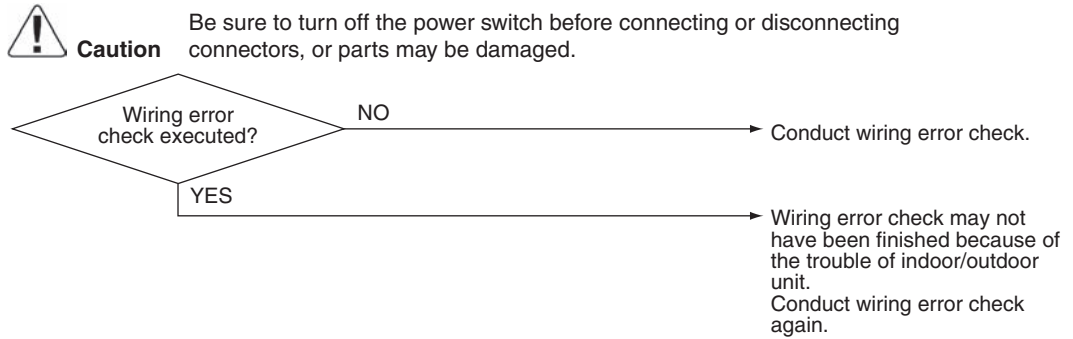 Be sure to turn off the power switch before connecting or disconnecting
Caution connectors, or parts may be damaged.
Wiring error
check executed?
NO
Conduct wiring error check.
YES
Wiring error check may not
have been finished because of
the trouble of indoor/outdoor
unit.
Conduct wiring error check
again.